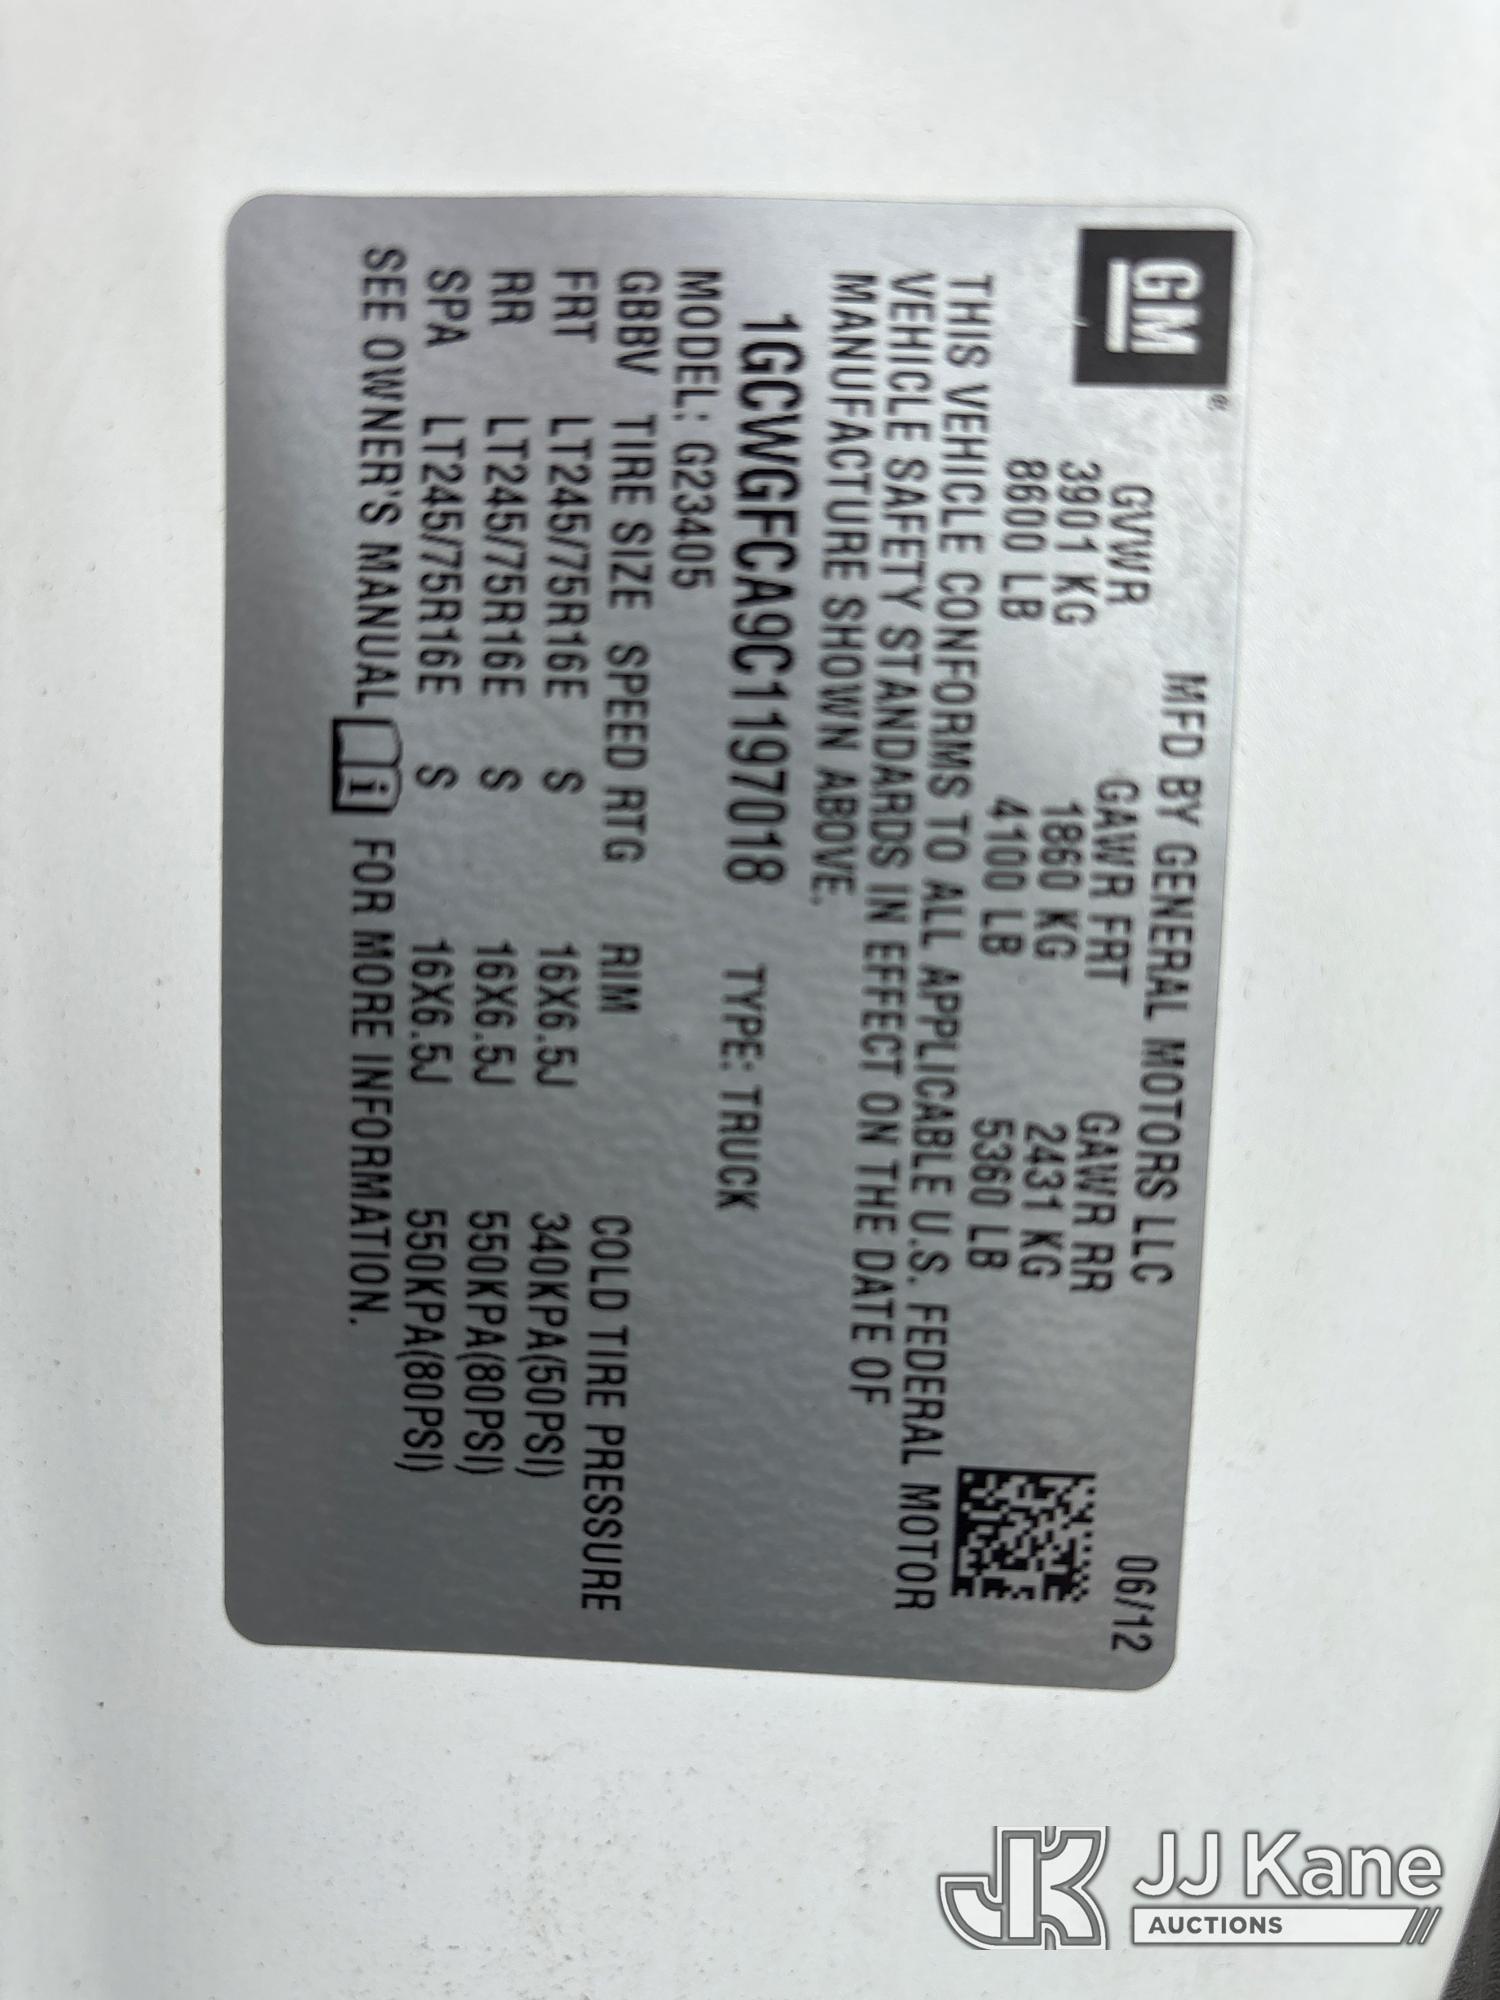 GM
MFD BY GENERAL MOTORS LLC 06/12
GVWR GAWR FRT GAWR RR
3901 KG 1860 KG 2431 KG
8600 LB 4100 LB 5360 LB
THIS VEHICLE CONFORMS TO ALL APPLICABLE U.S. FEDERAL MOTOR
VEHICLE SAFETY STANDARDS IN EFFECT ON THE DATE OF
MANUFACTURE SHOWN ABOVE.
1GCWGFCA9C1197018 TYPE: TRUCK
MODEL: G23405
GBBV TIRE SIZE SPEED RTG RIM COLD TIRE PRESSURE
FRT LT245/75R16E S 16X6.5J 340KPA(50PSI)
RR LT245/75R16E S 16X6.5J 550KPA(80PSI)
SPA LT245/75R16E S 16X6.5J 550KPA(80PSI)
SEE OWNER'S MANUAL i FOR MORE INFORMATION.
JK JJ Kane
AUCTIONS